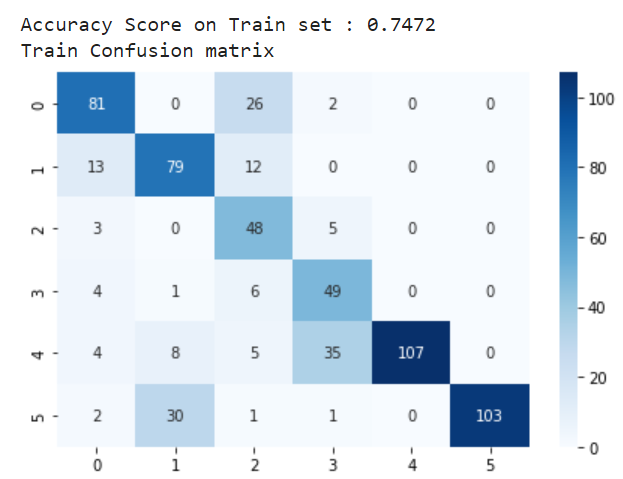 Accuracy Score on Train set : 0.7472
Train Confusion matrix
0 81 0 26 2 0 0
1 13 79 12 0 0 0
2 3 0 48 5 0 0
3 4 1 6 49 0 0
4 4 8 5 35 107 0
5 2 30 1 1 0 103
0 1 2 3 4 5
100
80
60
40
20
0